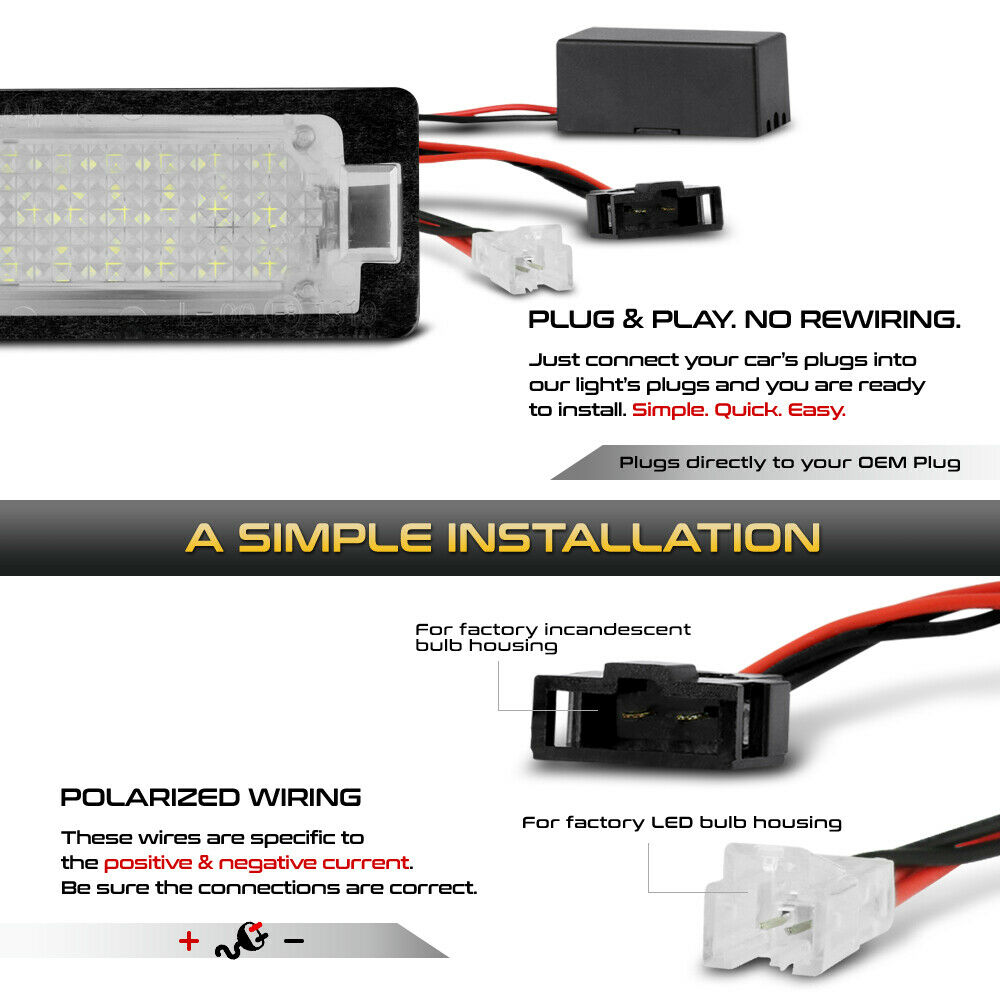 PLUG & PLAY. NO REWIRING.
Just connect your car's plugs into
our light's plugs and you are ready
to install. Simple. Quick. Easy.
Plugs directly to your OEM Plug
A SIMPLE INSTALLATION
For factory incandescent
bulb housing
POLARIZED WIRING
These wires are specific to
the positive & negative current.
Be sure the connections are correct.
+ −
For factory LED bulb housing